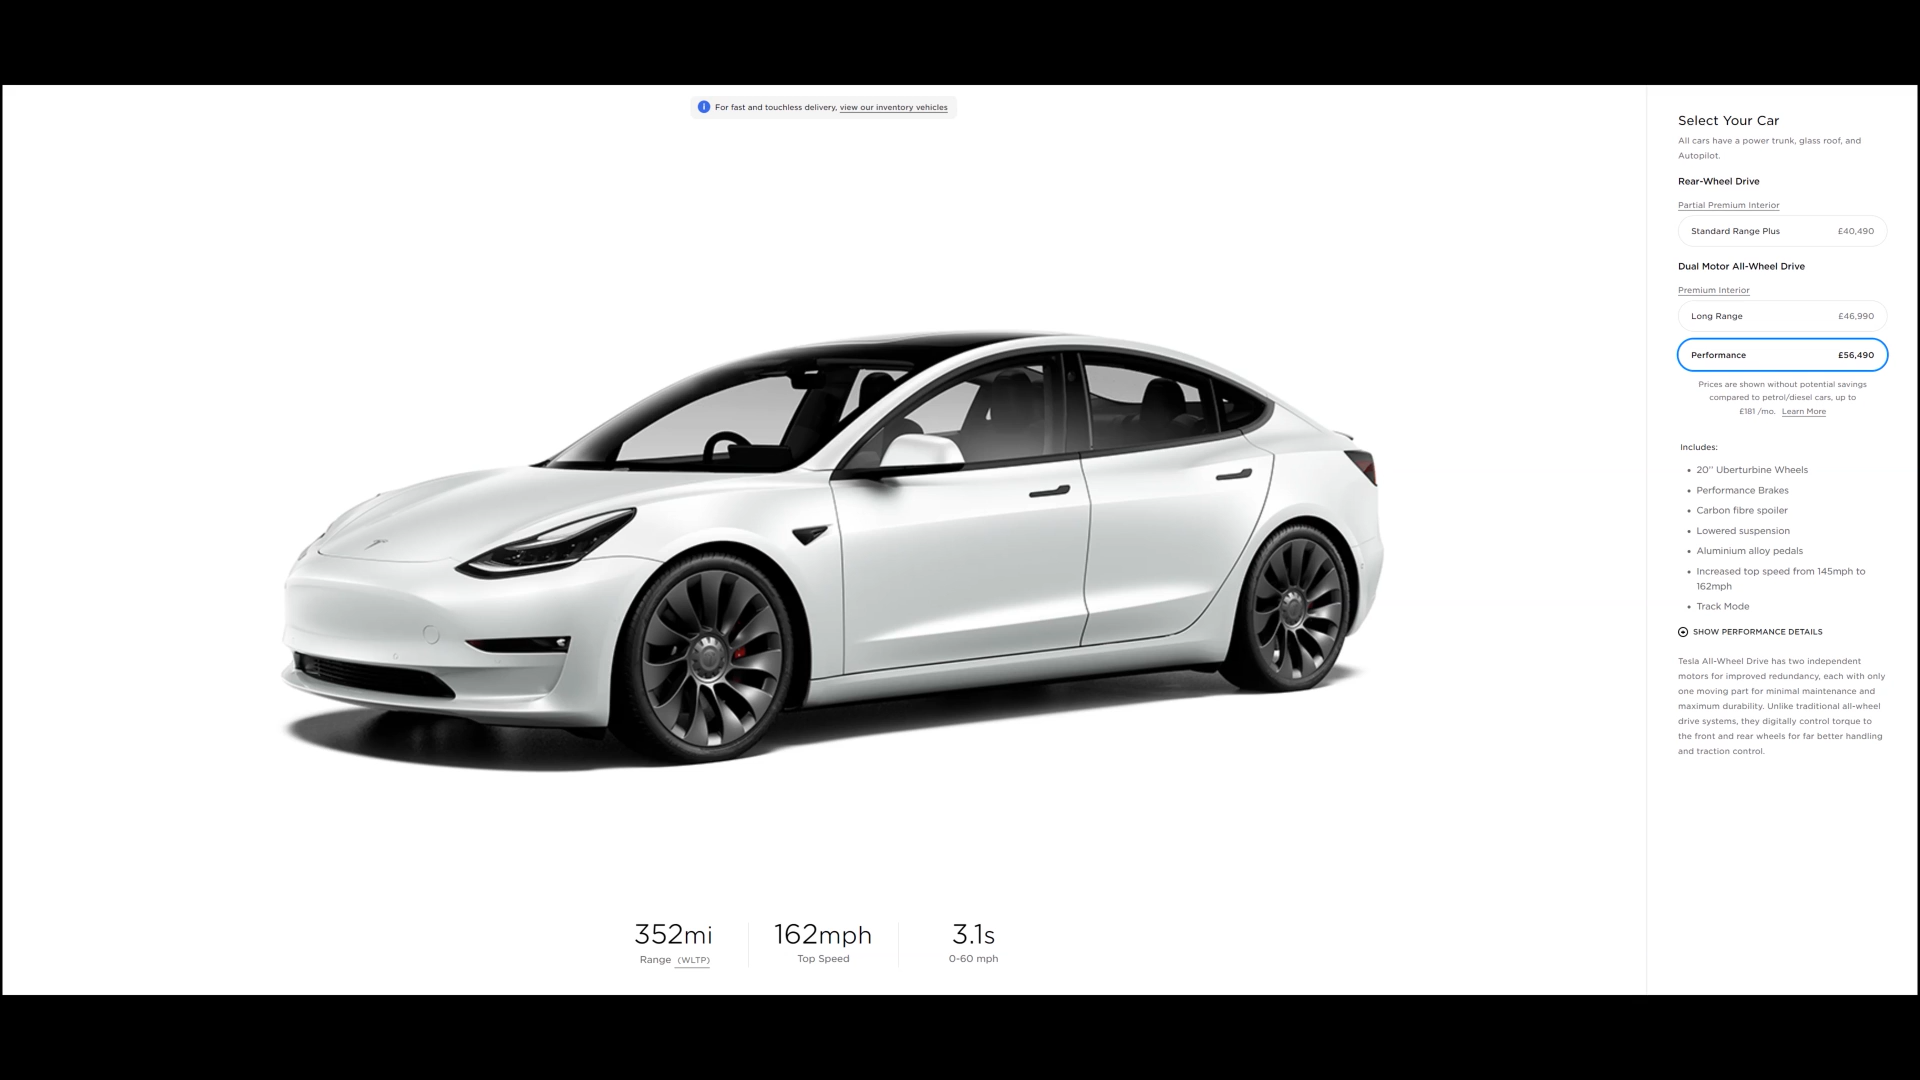 For fast and touchless delivery, view our inventory vehicles
Select Your Car
All cars have a power trunk, glass roof, and
Autopilot.
Rear-Wheel Drive
Partial Premium Interior
Standard Range Plus £40,490
Dual Motor All-Wheel Drive
Premium Interior
Long Range £46,990
Performance £56,490
Prices are shown without potential savings
compared to petrol/diesel cars, up to
£181 /mo. Learn More
Includes:
• 20'' Uberturbine Wheels
• Performance Brakes
• Carbon fibre spoiler
• Lowered suspension
• Aluminium alloy pedals
• Increased top speed from 145mph to
162mph
• Track Mode
SHOW PERFORMANCE DETAILS
Tesla All-Wheel Drive has two independent
motors for improved redundancy, each with only
one moving part for minimal maintenance and
maximum durability. Unlike traditional all-wheel
drive systems, they digitally control torque to
the front and rear wheels for far better handling
and traction control.
352mi 162mph 3.1s
Range (WLTP) Top Speed 0-60 mph